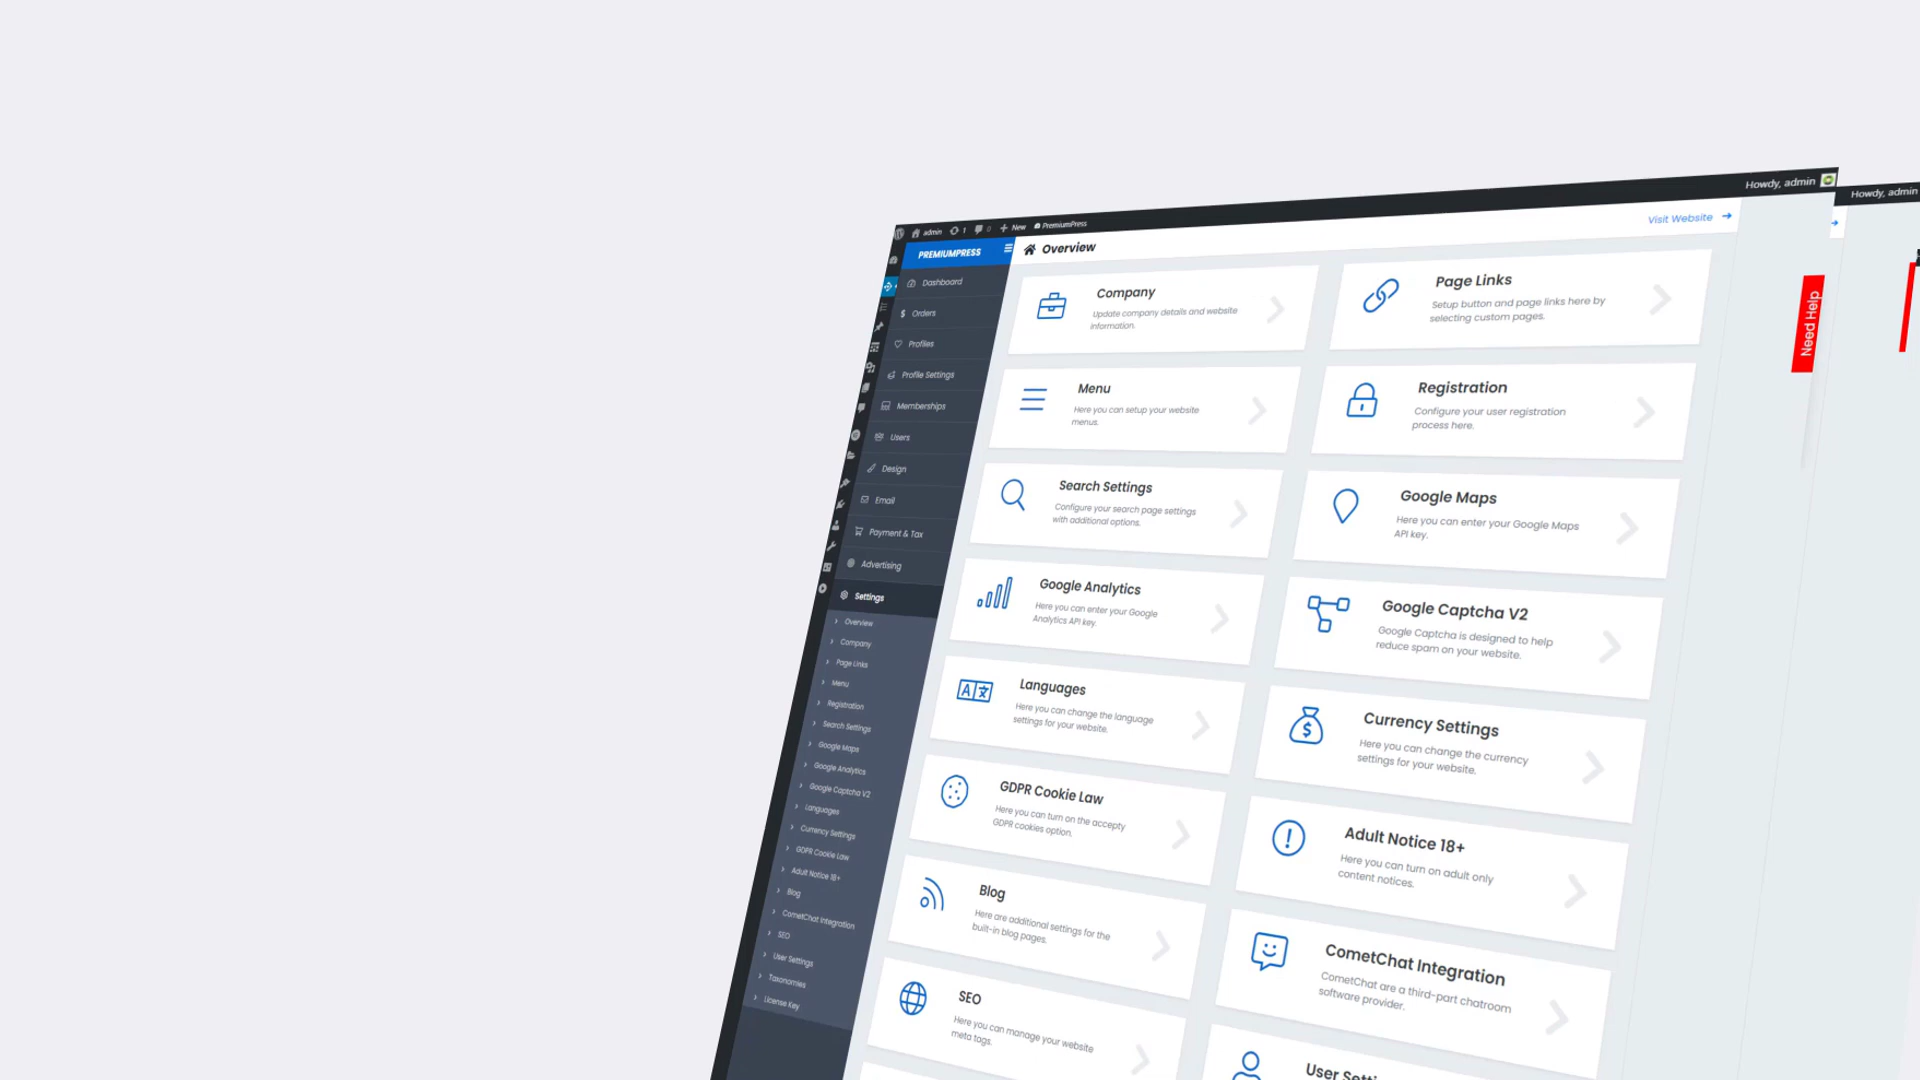 Howdy, admin
Howdy, admin
admin 1 0 New PremiumPress
Visit Website
PREMIUMPRESS
Overview
Dashboard
Orders
Profiles
Profile Settings
Memberships
Users
Design
Email
Payment & Tax
Advertising
Settings
Overview
Company
Page Links
Menu
Registration
Search Settings
Google Maps
Google Analytics
Google Captcha V2
Languages
Currency Settings
GDPR Cookie Law
Adult Notice 18+
Blog
CometChat Integration
SEO
User Settings
Taxonomies
License Key
Company
Update company details and website
information.
Page Links
Setup button and page links here by
selecting custom pages.
Menu
Here you can setup your website
menus.
Registration
Configure your user registration
process here.
Search Settings
Configure your search page settings
with additional options.
Google Maps
Here you can enter your Google Maps
API key.
Google Analytics
Here you can enter your Google
Analytics API key.
Google Captcha V2
Google Captcha is designed to help
reduce spam on your website.
Languages
Here you can change the language
settings for your website.
Currency Settings
Here you can change the currency
settings for your website.
GDPR Cookie Law
Here you can turn on the accepty
GDPR cookies option.
Adult Notice 18+
Here you can turn on adult only
content notices.
Blog
Here are additional settings for the
built-in blog pages.
CometChat Integration
CometChat are a third-part chatroom
software provider.
SEO
Here you can manage your website
meta tags.
User Setti
Need Help